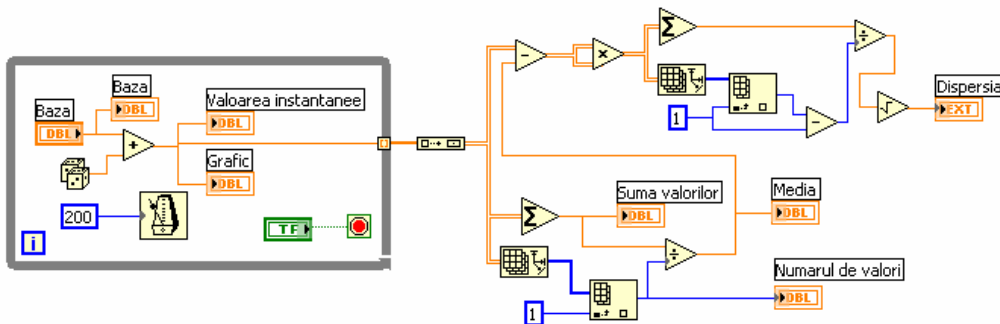 Baza
Baza
DBL
DBL
Valoarea instantanee
DBL
Grafic
DBL
200
TF
i
1
Dispersia
EXT
Suma valorilor
DBL
Media
DBL
1
Numarul de valori
DBL